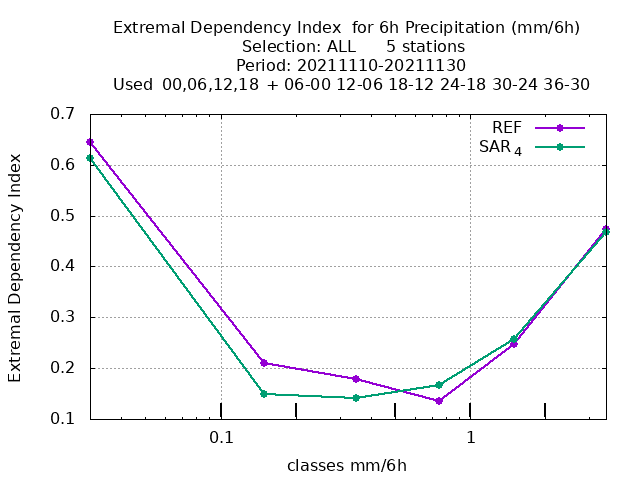 Extremal Dependency Index  for 6h Precipitation (mm/6h)
Selection: ALL      5 stations
Period: 20211110-20211130
Used  00,06,12,18  + 06-00 12-06 18-12 24-18 30-24 36-30
0.7
REF
SAR 4
0.6
0.5
0.4
0.3
0.2
0.1
Extremal Dependency Index
0.1
1
classes mm/6h